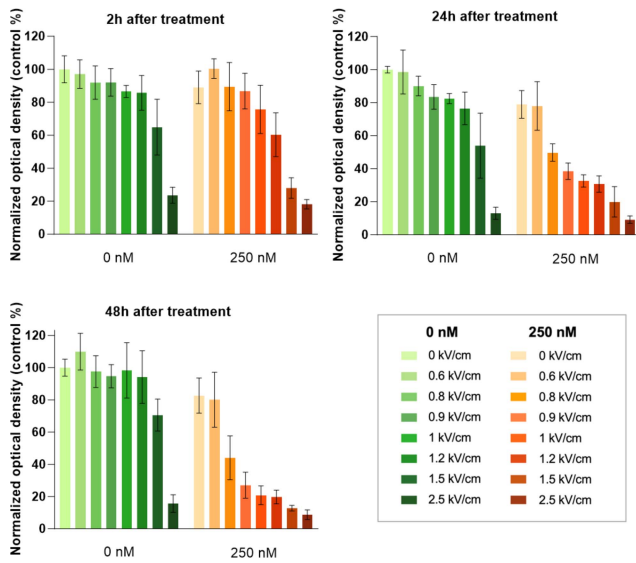 2h after treatment
Normalized optical density (control %)
120
100
80
60
40
20
0
0 nM
250 nM
24h after treatment
Normalized optical density (control %)
120
100
80
60
40
20
0
0 nM
250 nM
48h after treatment
Normalized optical density (control %)
120
100
80
60
40
20
0
0 nM
250 nM
0 nM 250 nM
0 kV/cm 0 kV/cm
0.6 kV/cm 0.6 kV/cm
0.8 kV/cm 0.8 kV/cm
0.9 kV/cm 0.9 kV/cm
1 kV/cm 1 kV/cm
1.2 kV/cm 1.2 kV/cm
1.5 kV/cm 1.5 kV/cm
2.5 kV/cm 2.5 kV/cm